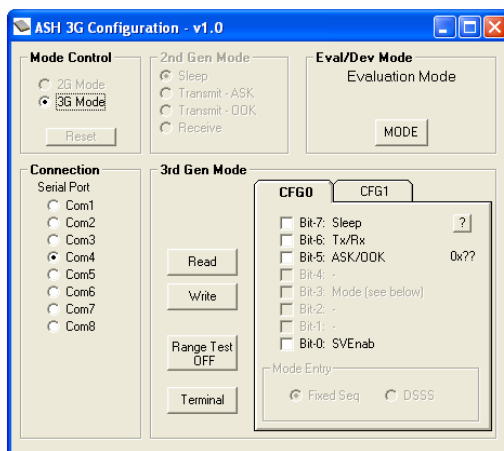 ASH 3G Configuration - v1.0
Mode Control
2G Mode
3G Mode
Reset
2nd Gen Mode
Sleep
Transmit - ASK
Transmit - OOK
Receive
Eval/Dev Mode
Evaluation Mode
MODE
Connection
Serial Port
Com1
Com2
Com3
Com4
Com5
Com6
Com7
Com8
3rd Gen Mode
Read
Write
Range Test
OFF
Terminal
CFG0
CFG1
Bit-7: Sleep
?
Bit-6: Tx/Rx
Bit-5: ASK/OOK
0x??
Bit-4: -
Bit-3: Mode (see below)
Bit-2: -
Bit-1: -
Bit-0: SVEnab
Mode Entry
Fixed Seq
DSSS